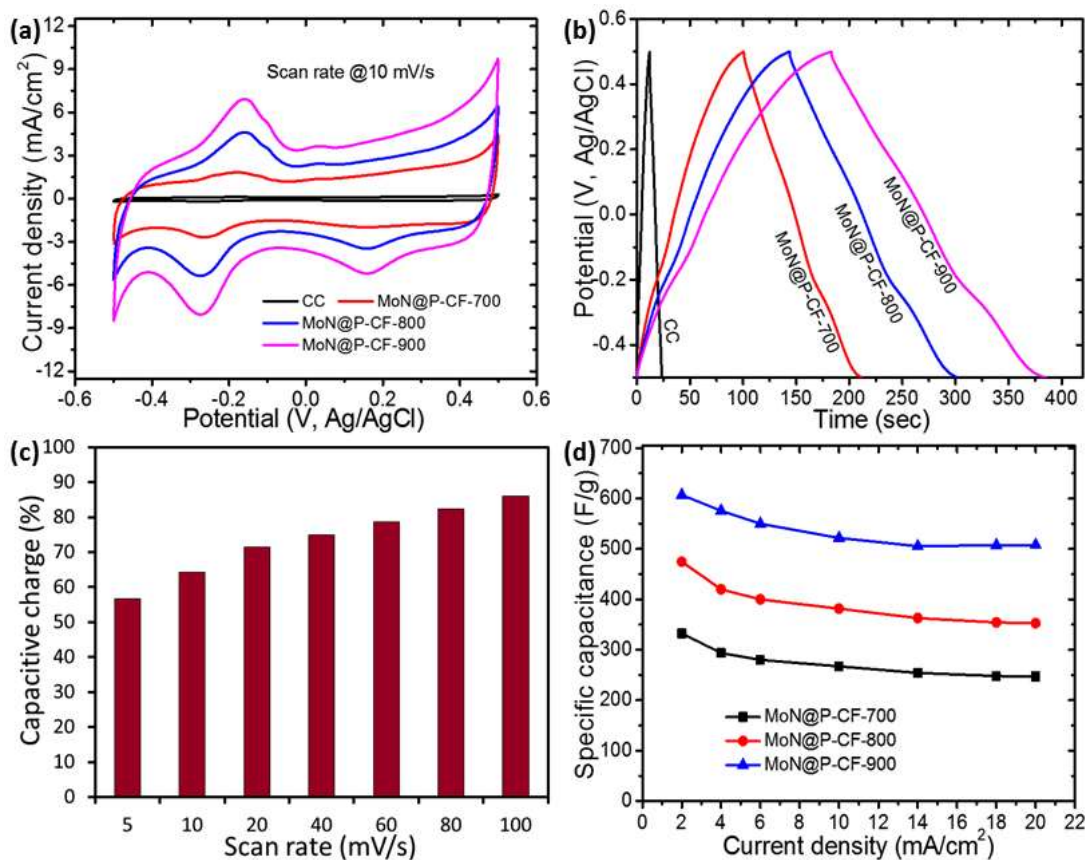 (a)
12
9
6
3
0
-3
-6
-9
-12
Current density (mA/cm²)
Scan rate @10 mV/s
CC MoN@P-CF-700
MoN@P-CF-800
MoN@P-CF-900
-0.6 -0.4 -0.2 0.0 0.2 0.4 0.6
Potential (V, Ag/AgCl)
(b)
0.4
0.0
-0.4
Potential (V, Ag/AgCl)
CC
MoN@P-CF-700
MoN@P-CF-800
MoN@P-CF-900
0 50 100 150 200 250 300 350 400
Time (sec)
(c)
100
90
80
70
60
50
40
30
20
10
0
Capacitive charge (%)
5 10 20 40 60 80 100
Scan rate (mV/s)
(d)
700
600
500
400
300
200
100
0
Specific capacitance (F/g)
MoN@P-CF-700
MoN@P-CF-800
MoN@P-CF-900
0 2 4 6 8 10 12 14 16 18 20 22
Current density (mA/cm²)